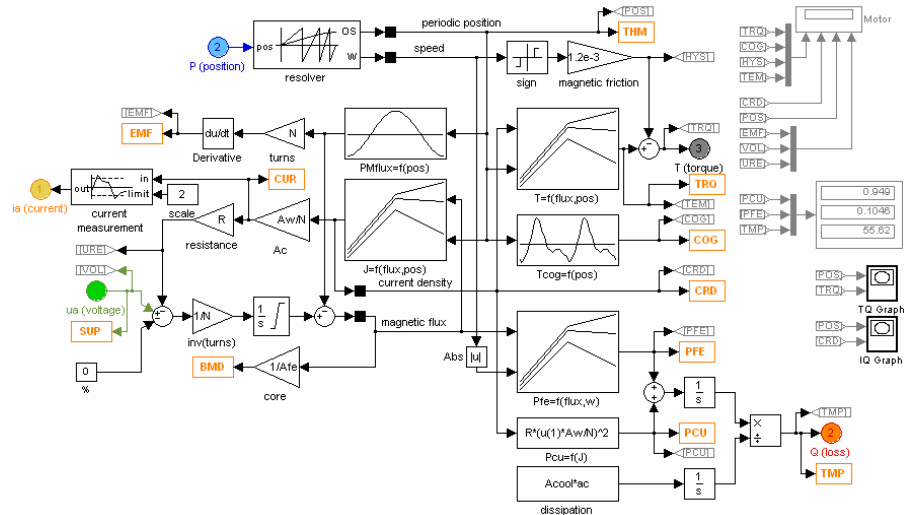 [POS]
Motor
2
pos
OS
w
periodic position
THM
P (position)
resolver
speed
sign
1.2e-3
magnetic friction
[HYS]
TRQ
COG
HYS
TEM
[EMF]
EMF
du/dt
Derivative
N
turns
PMflux=f(pos)
T=f(flux,pos)
[TRQ]
3
T (torque)
CRD
POS
EMF
VOL
URE
1
ia (current)
out
in
limit
current
measurement
2
scale
CUR
TRQ
[TEM]
R
resistance
Aw/N
Ac
J=f(flux,pos)
current density
Tcog=f(pos)
[COG]
COG
PCU
PFE
TMP
0.949
0.1046
55.62
[URE]
[VOL]
ua (voltage)
SUP
[CRD]
CRD
POS
TRQ
TQ Graph
+
-
1/N
inv(turns)
1
s
magnetic flux
0
%
BMD
1/Afe
core
Abs
|u|
Pfe=f(flux,w)
[PFE]
PFE
POS
CRD
IQ Graph
+
+
1
s
R*(u(1)*Aw/N)^2
Pcu=f(J)
PCU
[PCU]
×
÷
[TMP]
2
Q (loss)
TMP
Acool*ac
dissipation
1
s